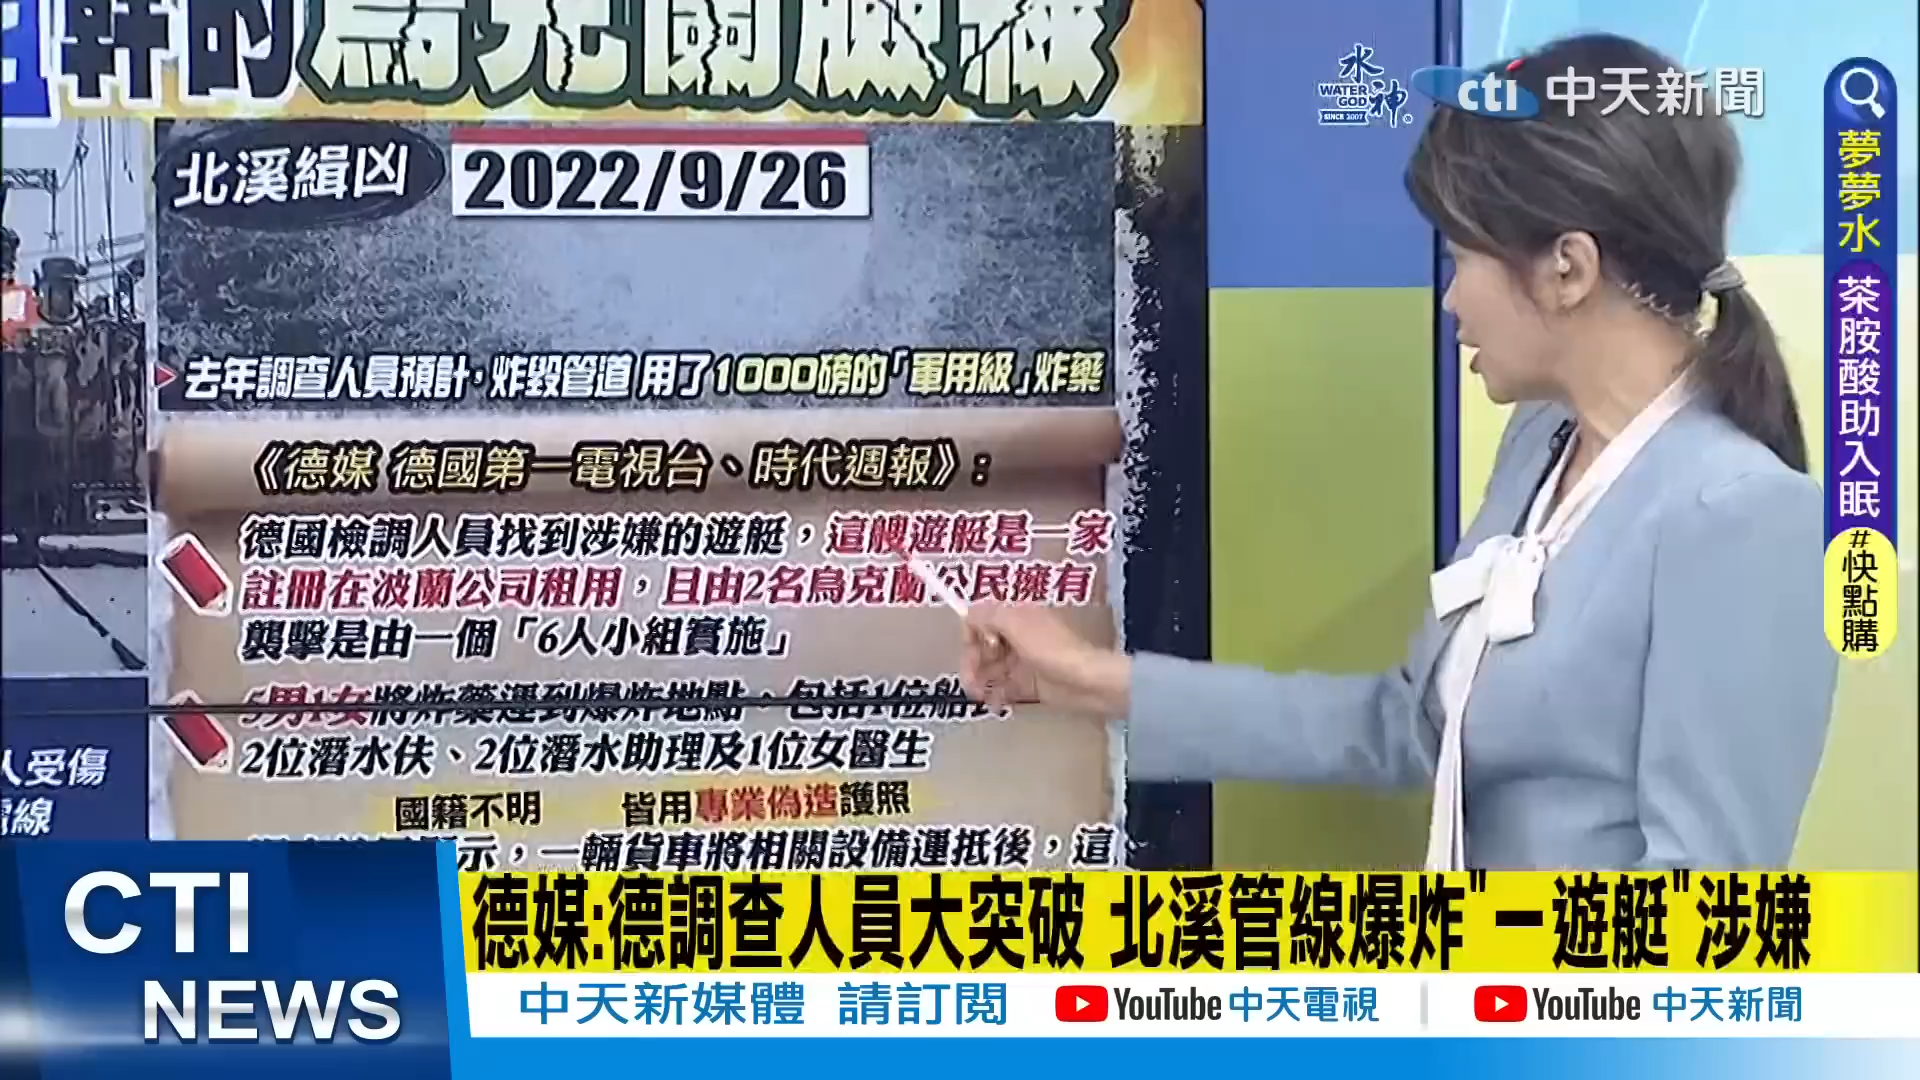 幹的烏克蘭
水神
WATER GOD
SINCE 2007
cti 中天新聞
北溪緝凶
2022/9/26
去年調查人員預計，炸毀管道 用了1000磅的「軍用級」炸藥
《德媒 德國第一電視台、時代週報》:
德國檢調人員找到涉嫌的遊艇，這艘遊艇是一家
註冊在波蘭公司租用，且由2名烏克蘭公民擁有
襲擊是由一個「6人小組實施」
5男1女將炸藥運到爆炸地點、包括1位船
2位潛水伕、2位潛水助理及1位女醫生
國籍不明 皆用專業偽造護照
示，一輛貨車將相關設備運抵後，這
人受傷
線
夢夢水
茶胺酸助入眠
#快點購
CTI NEWS
德媒:德調查人員大突破 北溪管線爆炸"一遊艇"涉嫌
中天新媒體 請訂閱 YouTube 中天電視 YouTube 中天新聞